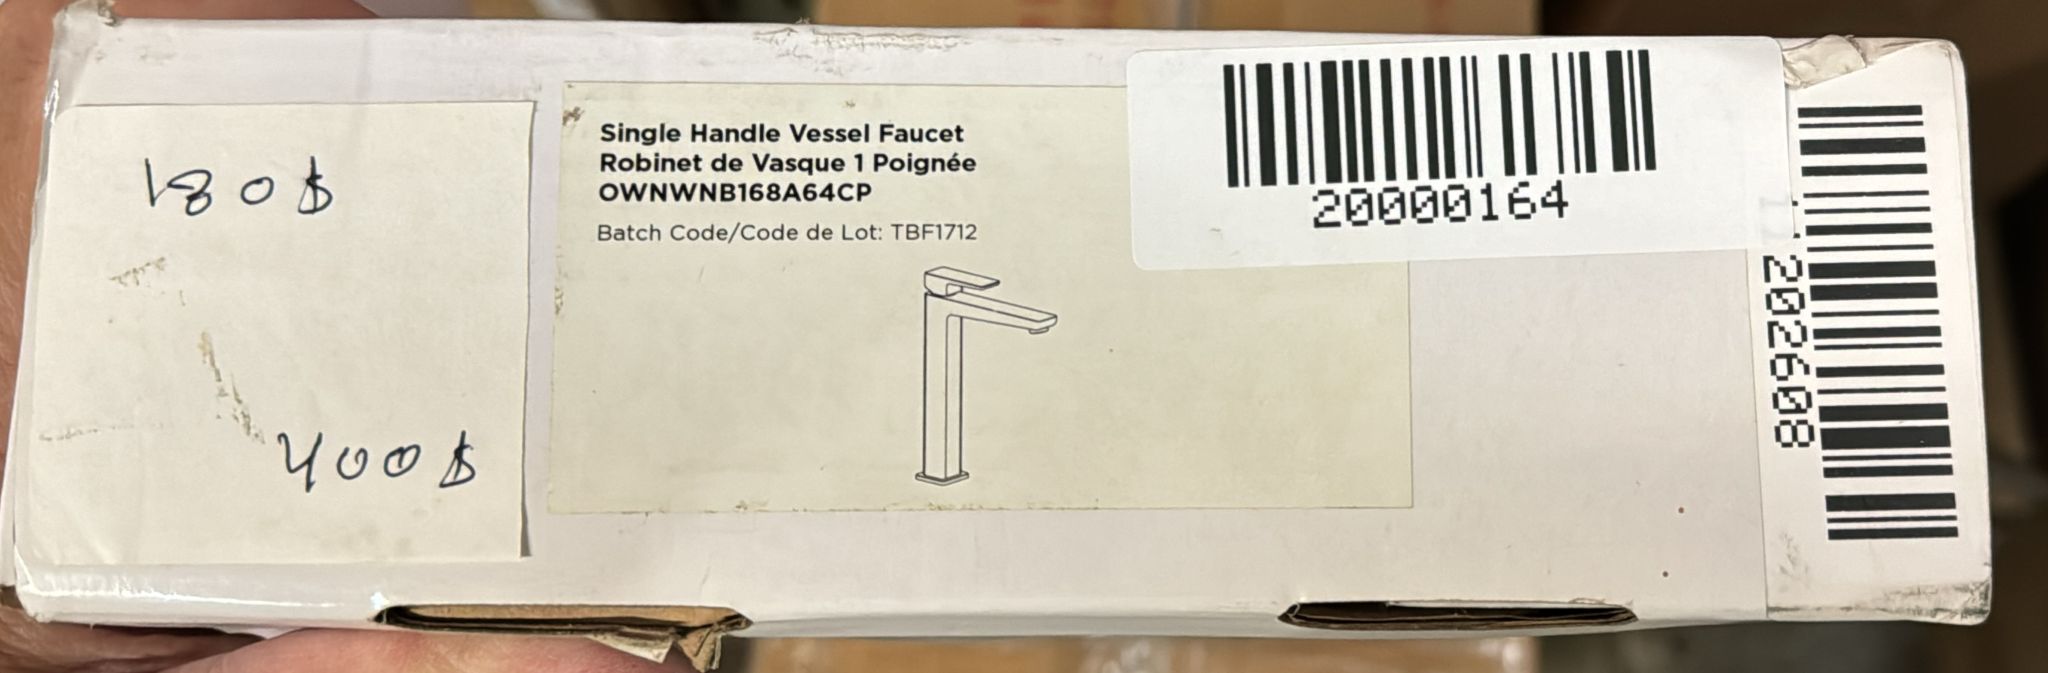 180$
400$
Single Handle Vessel Faucet
Robinet de Vasque 1 Poignée
OWNWNB168A64CP
Batch Code/Code de Lot: TBF1712
20000164
202608